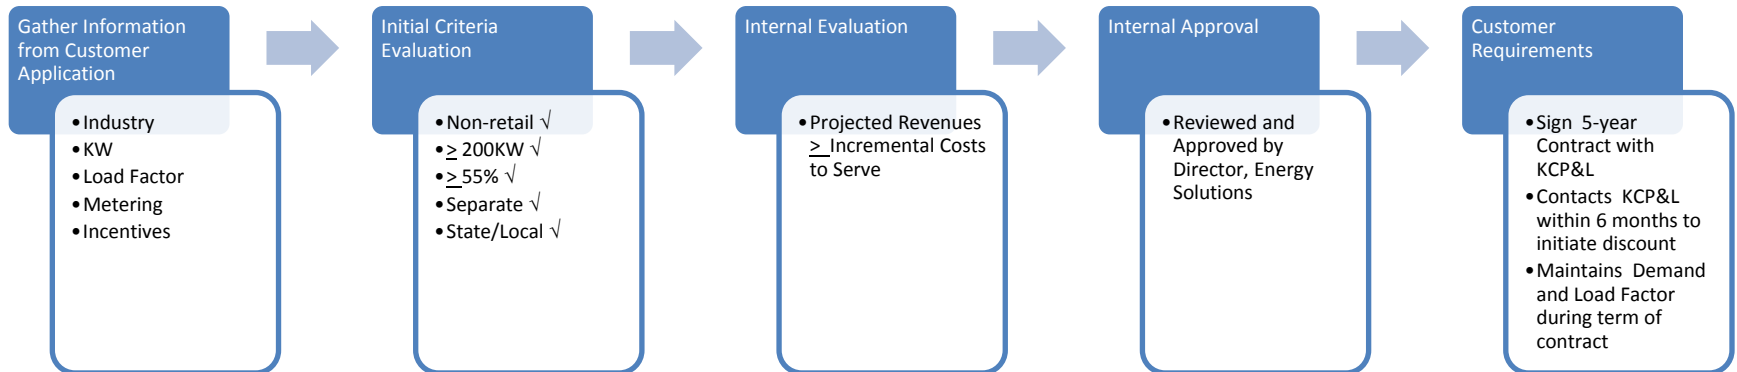 Gather Information
from Customer
Application
• Industry
• KW
• Load Factor
• Metering
• Incentives
Initial Criteria
Evaluation
• Non-retail √
• > 200KW √
• > 55% √
• Separate √
• State/Local √
Internal Evaluation
• Projected Revenues
> Incremental Costs
to Serve
Internal Approval
• Reviewed and
Approved by
Director, Energy
Solutions
Customer
Requirements
• Sign 5-year
Contract with
KCP&L
• Contacts KCP&L
within 6 months to
initiate discount
• Maintains Demand
and Load Factor
during term of
contract